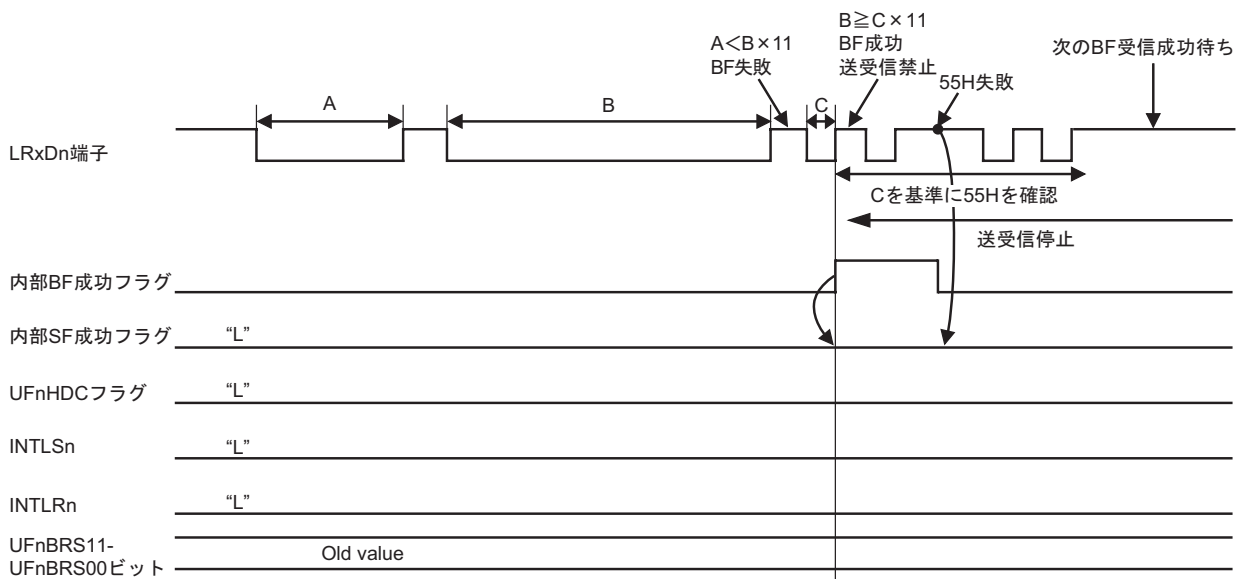 B≧C×11
BF成功
送受信禁止
A＜B×11
BF失敗
次のBF受信成功待ち
55H失敗
A
B
C
LRxDn端子
Cを基準に55Hを確認
送受信停止
内部BF成功フラグ
内部SF成功フラグ
“L”
UFnHDCフラグ
“L”
INTLSn
“L”
INTLRn
“L”
UFnBRS11-
UFnBRS00ビット
Old value